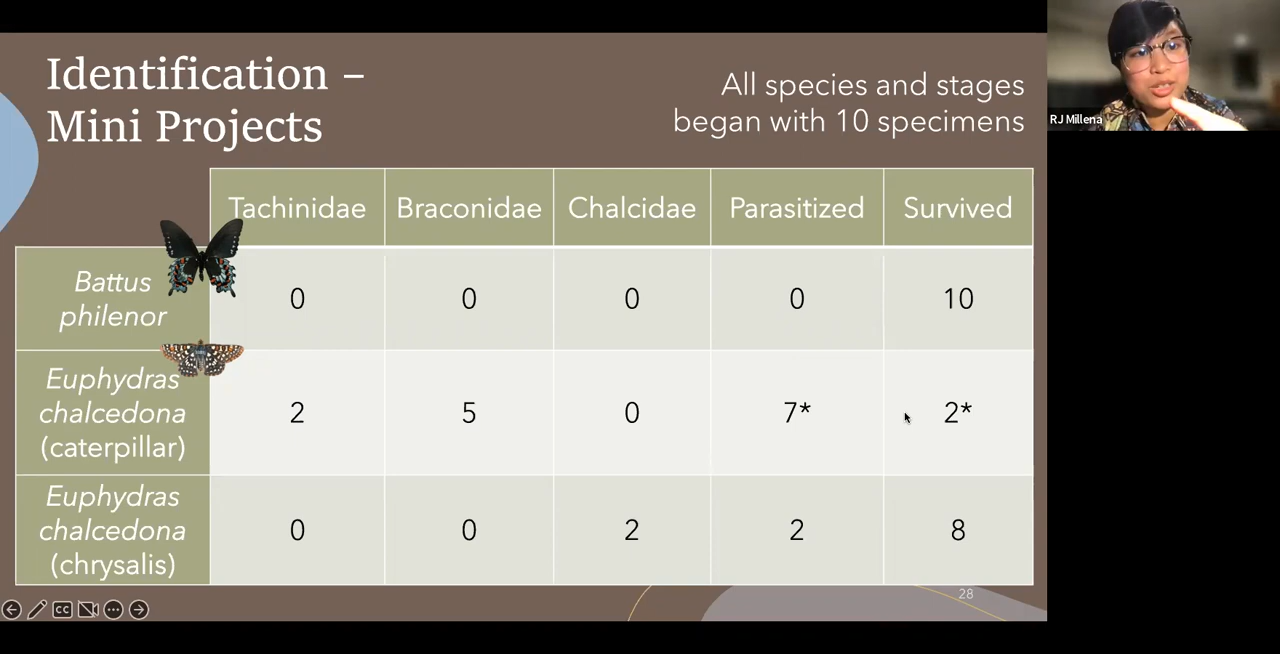 Identification –
Mini Projects
All species and stages
began with 10 specimens
RJ Millena
Tachinidae Braconidae Chalcidae Parasitized Survived
Battus
philenor
0 0 0 0 10
Euphydras
chalcedona
(caterpillar)
2 5 0 7* 2*
Euphydras
chalcedona
(chrysalis)
0 0 2 2 8
CC
28